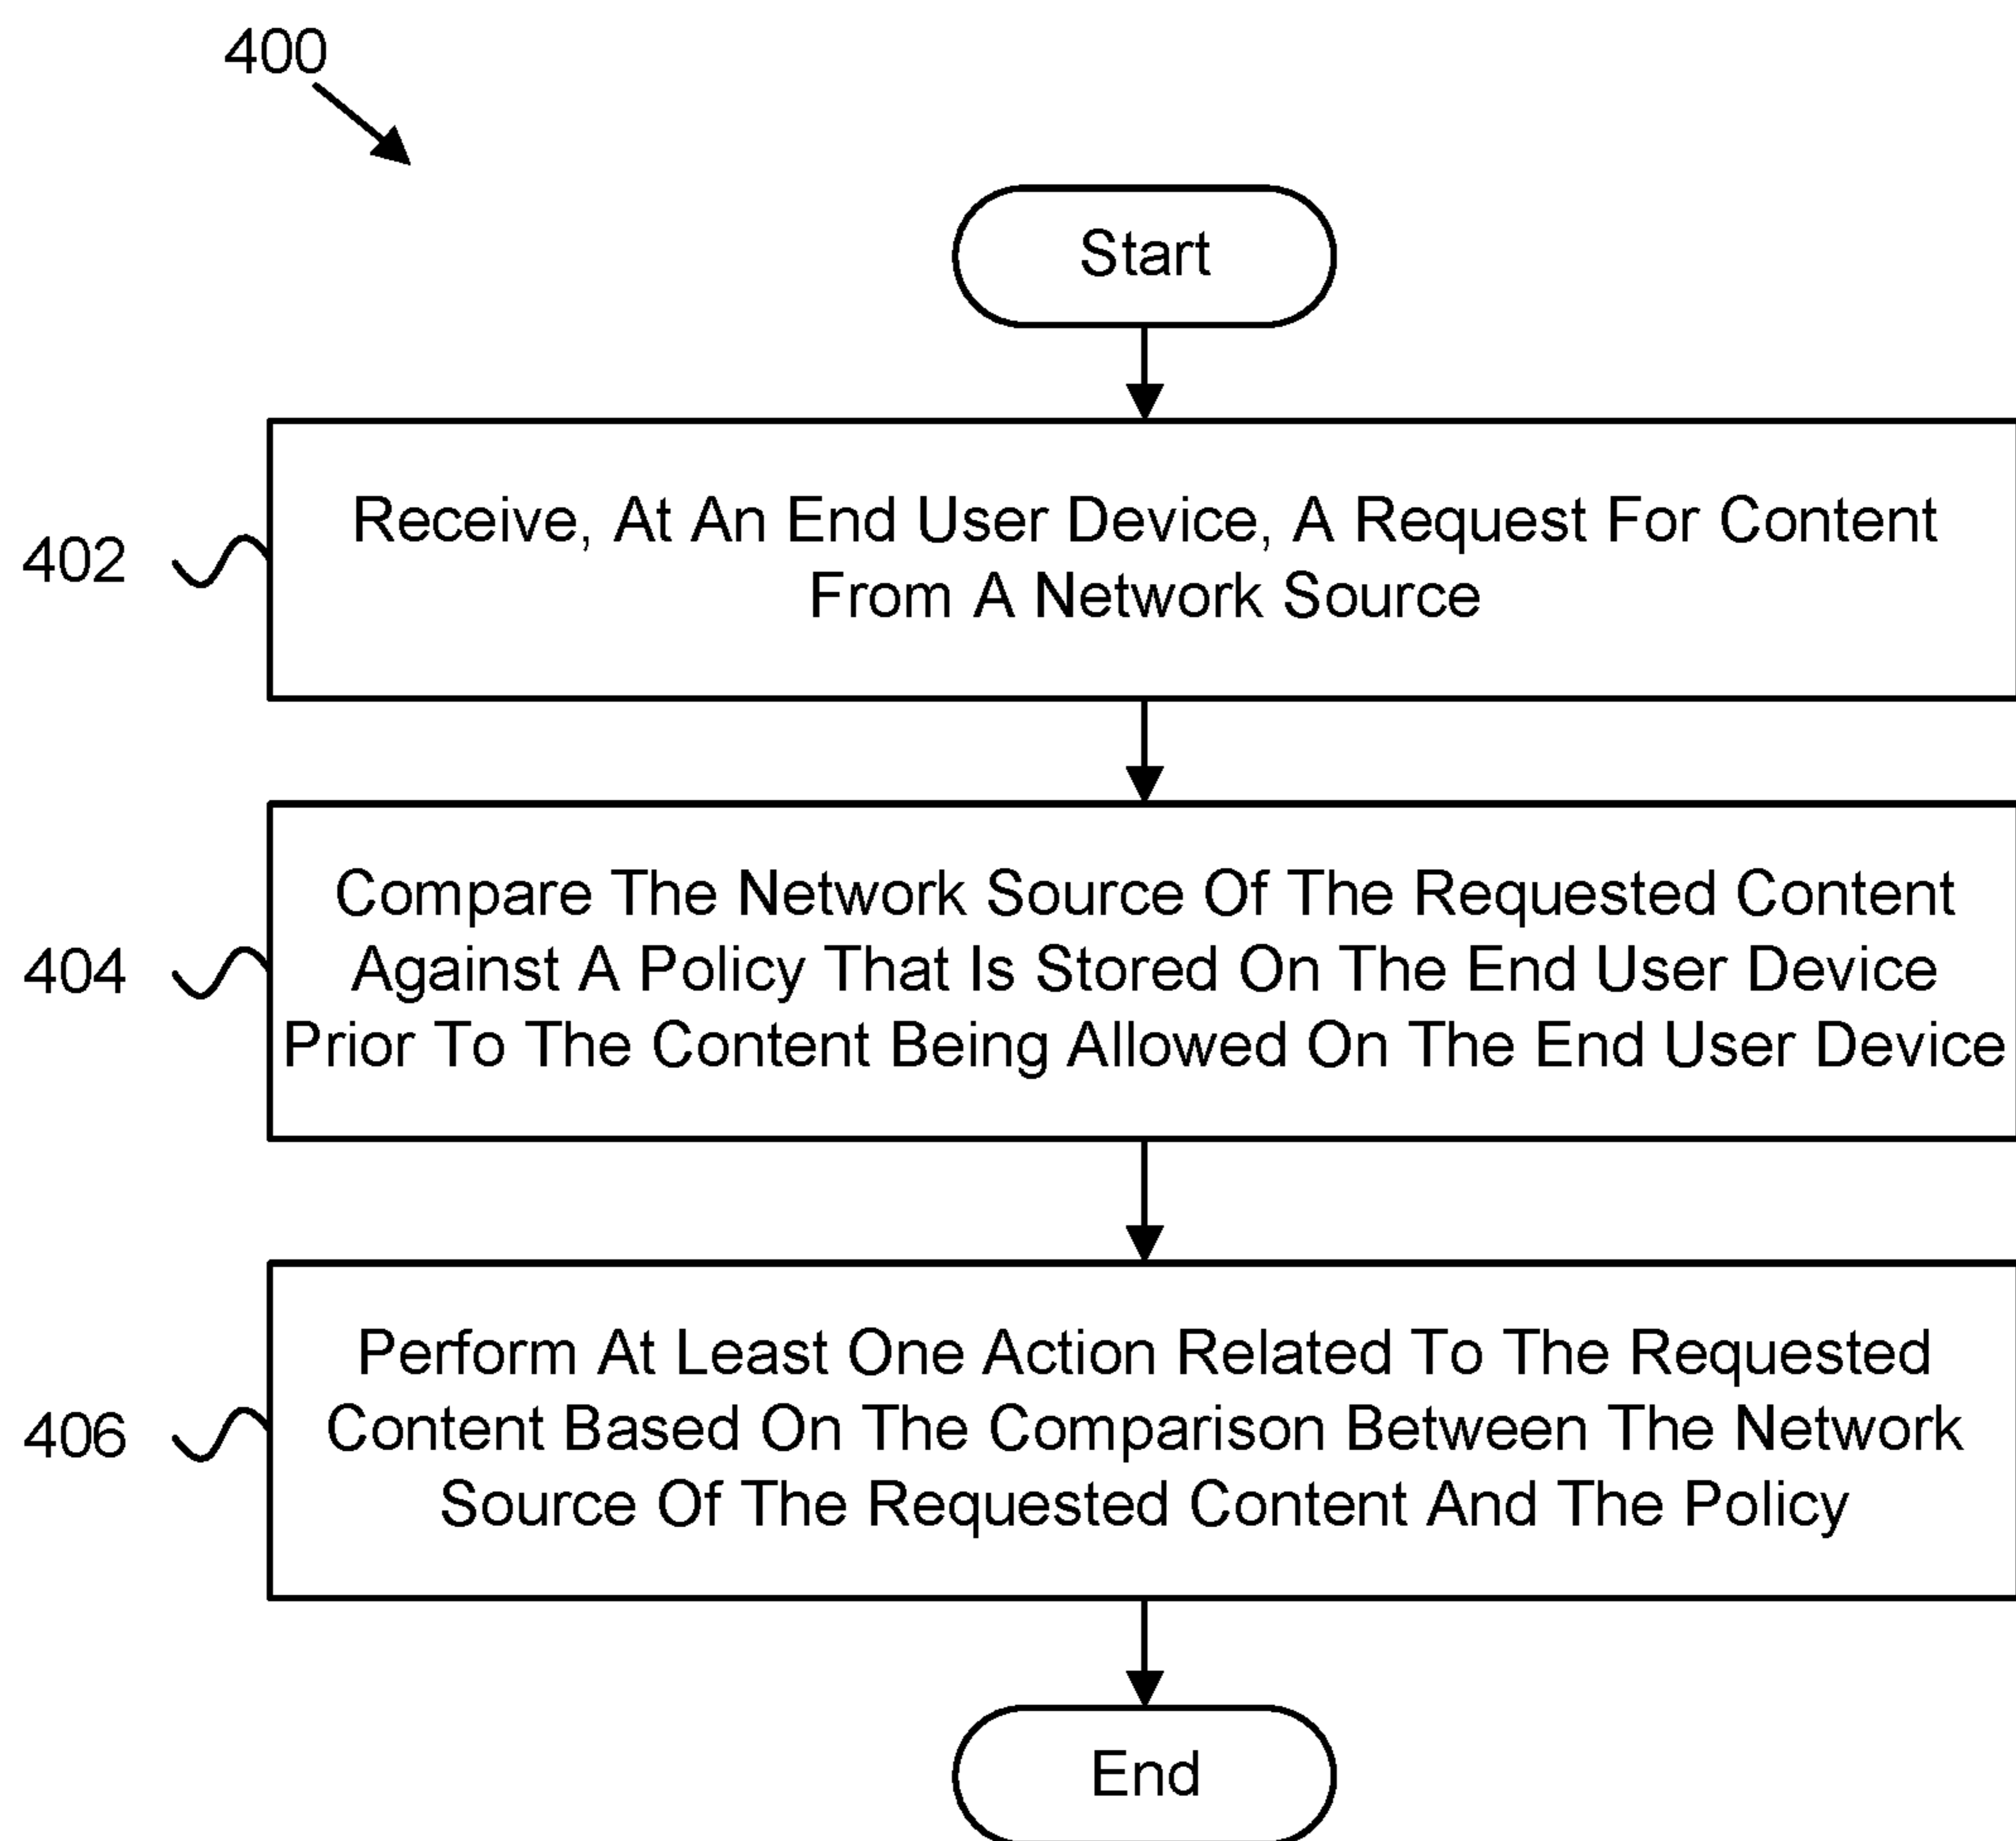 400
Start
402
Receive, At An End User Device, A Request For Content
From A Network Source
404
Compare The Network Source Of The Requested Content
Against A Policy That Is Stored On The End User Device
Prior To The Content Being Allowed On The End User Device
406
Perform At Least One Action Related To The Requested
Content Based On The Comparison Between The Network
Source Of The Requested Content And The Policy
End